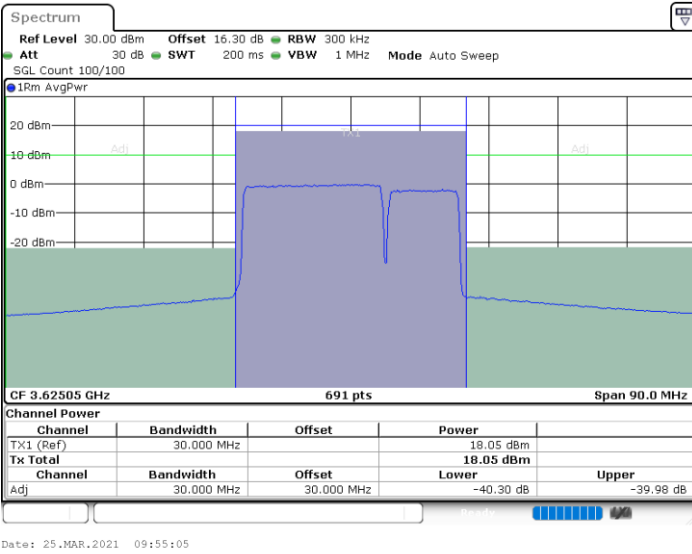 Spectrum
Ref Level 30.00 dBm Offset 16.30 dB RBW 300 kHz
Att 30 dB SWT 200 ms VBW 1 MHz Mode Auto Sweep
SGL Count 100/100
1Rm AvgPwr
20 dBm
TX1
Adj Adj
10 dBm
0 dBm
-10 dBm
-20 dBm
CF 3.62505 GHz 691 pts Span 90.0 MHz
Channel Power
Channel Bandwidth Offset Power
TX1 (Ref) 30.000 MHz 18.05 dBm
Tx Total 18.05 dBm
Channel Bandwidth Offset Lower Upper
Adj 30.000 MHz 30.000 MHz -40.30 dB -39.98 dB
Ready
Date: 25.MAR.2021 09:55:05